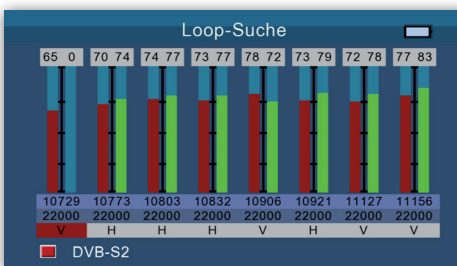 Loop-Suche
65 0 70 74 74 77 73 77 78 72 73 79 72 78 77 83
10729 10773 10803 10832 10906 10921 11127 11156
22000 22000 22000 22000 22000 22000 22000 22000
V H H H V H V V
DVB-S2